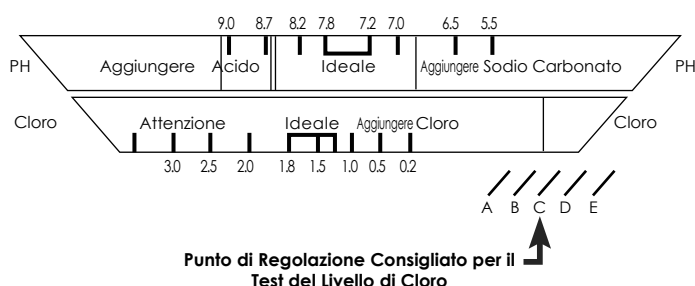 9.0 8.7 8.2 7.8 7.2 7.0 6.5 5.5
PH Aggiungere Acido Ideale Aggiungere Sodio Carbonato PH
Cloro Attenzione Ideale Aggiungere Cloro Cloro
3.0 2.5 2.0 1.8 1.5 1.0 0.5 0.2
A B C D E
Punto di Regolazione Consigliato per il
Test del Livello di Cloro